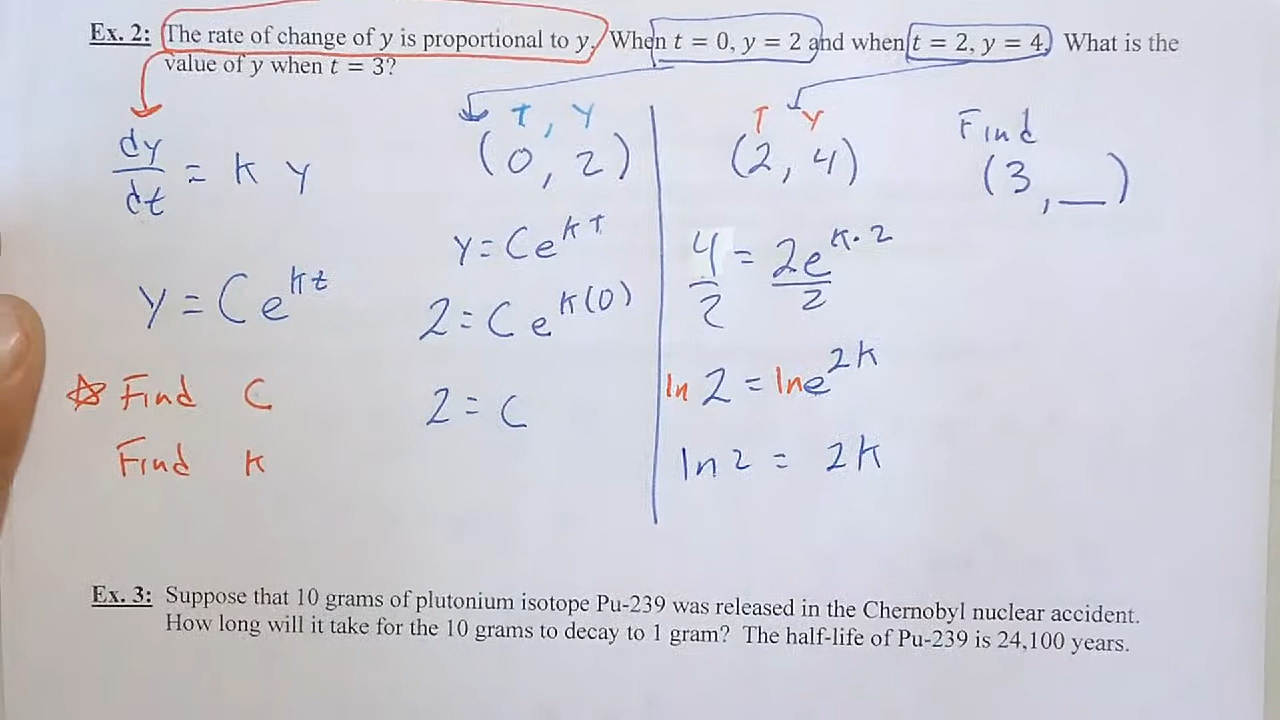 Ex. 2: The rate of change of y is proportional to y. When t = 0, y = 2 and when t = 2, y = 4. What is the
value of y when t = 3?
dy/dt = K Y
Y = Ce^kt
☆ Find C
Find K
T, Y
(0, 2)
Y = Ce^kt
2 = Ce^k(0)
2 = C
T Y
(2, 4)
4/2 = 2e^k·2/2
ln 2 = ln e^2k
ln 2 = 2K
Find
(3, __)
Ex. 3: Suppose that 10 grams of plutonium isotope Pu-239 was released in the Chernobyl nuclear accident.
How long will it take for the 10 grams to decay to 1 gram? The half-life of Pu-239 is 24,100 years.